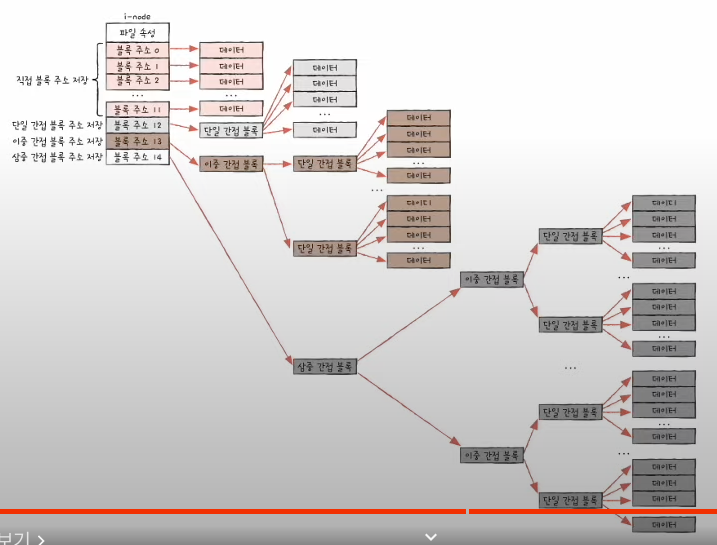 i-node
파일 속성
직접 블록 주소 저장
블록 주소 0
데이터
블록 주소 1
데이터
블록 주소 2
데이터
...
...
블록 주소 11
데이터
단일 간접 블록 주소 저장
블록 주소 12
단일 간접 블록
데이터
데이터
데이터
...
데이터
이중 간접 블록 주소 저장
블록 주소 13
이중 간접 블록
단일 간접 블록
데이터
데이터
데이터
...
데이터
...
단일 간접 블록
데이터
데이터
데이터
...
데이터
삼중 간접 블록 주소 저장
블록 주소 14
삼중 간접 블록
이중 간접 블록
단일 간접 블록
데이터
데이터
데이터
...
데이터
...
단일 간접 블록
데이터
데이터
데이터
...
데이터
...
이중 간접 블록
단일 간접 블록
데이터
데이터
데이터
...
데이터
...
단일 간접 블록
데이터
데이터
데이터
데이터
보기